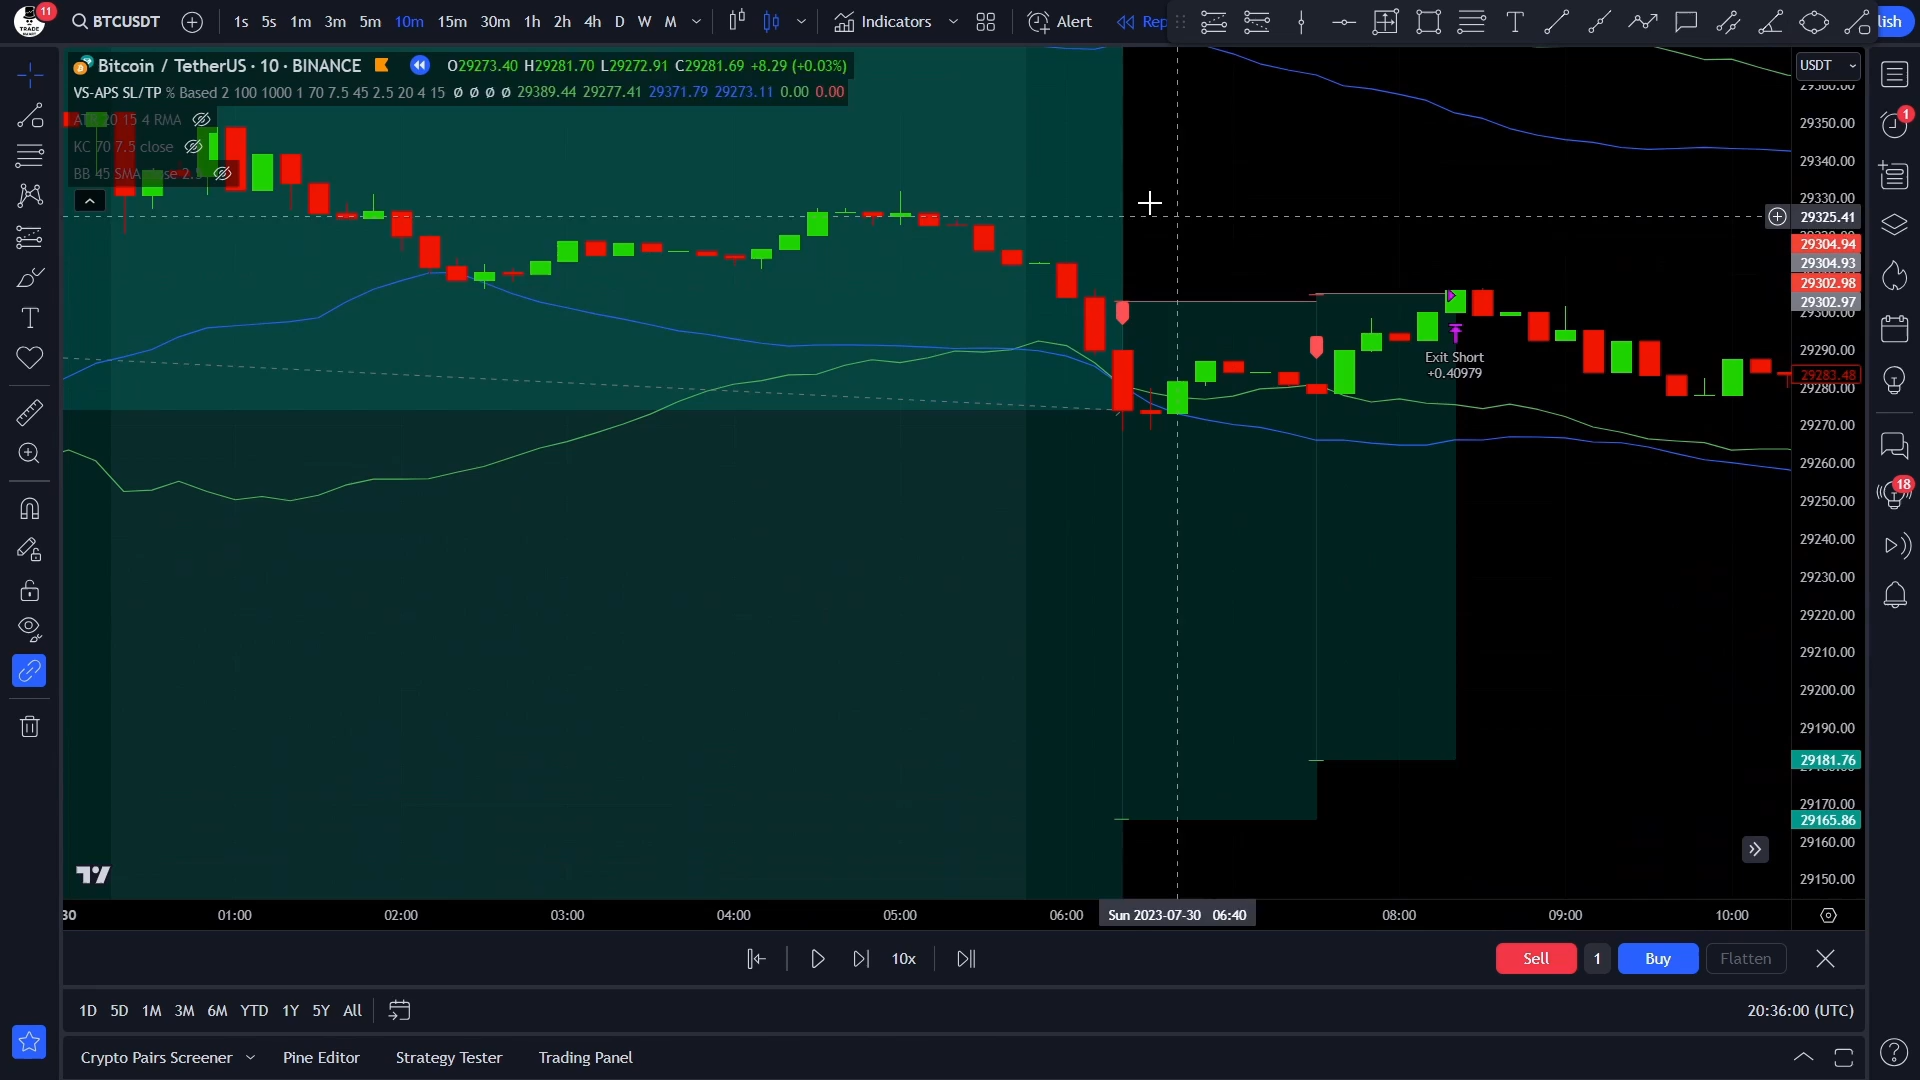 11
BTCUSDT
1s 5s 1m 3m 5m 10m 15m 30m 1h 2h 4h D W M
Indicators
Alert
Rep
lish
Bitcoin / TetherUS · 10 · BINANCE O29273.40 H29281.70 L29272.91 C29281.69 +8.29 (+0.03%)
VS-APS SL/TP % Based 2 100 1000 1 70 7.5 45 2.5 20 4 15 ø ø ø ø 29389.44 29277.41 29371.79 29273.11 0.00 0.00
ATR 20 15 4 RMA
KC 70 7.5 close
BB 45 SMA close 2.5
USDT
29350.00
29340.00
29330.00
29325.41
29304.94
29304.93
29302.98
29302.97
29300.00
29290.00
29283.48
29280.00
29270.00
29260.00
29250.00
29240.00
29230.00
29220.00
29210.00
29200.00
29190.00
29181.76
29170.00
29165.86
29160.00
29150.00
Exit Short
+0.40979
1
18
30 01:00 02:00 03:00 04:00 05:00 06:00 Sun 2023-07-30 06:40 08:00 09:00 10:00
10x
Sell 1 Buy Flatten
1D 5D 1M 3M 6M YTD 1Y 5Y All
20:36:00 (UTC)
Crypto Pairs Screener Pine Editor Strategy Tester Trading Panel